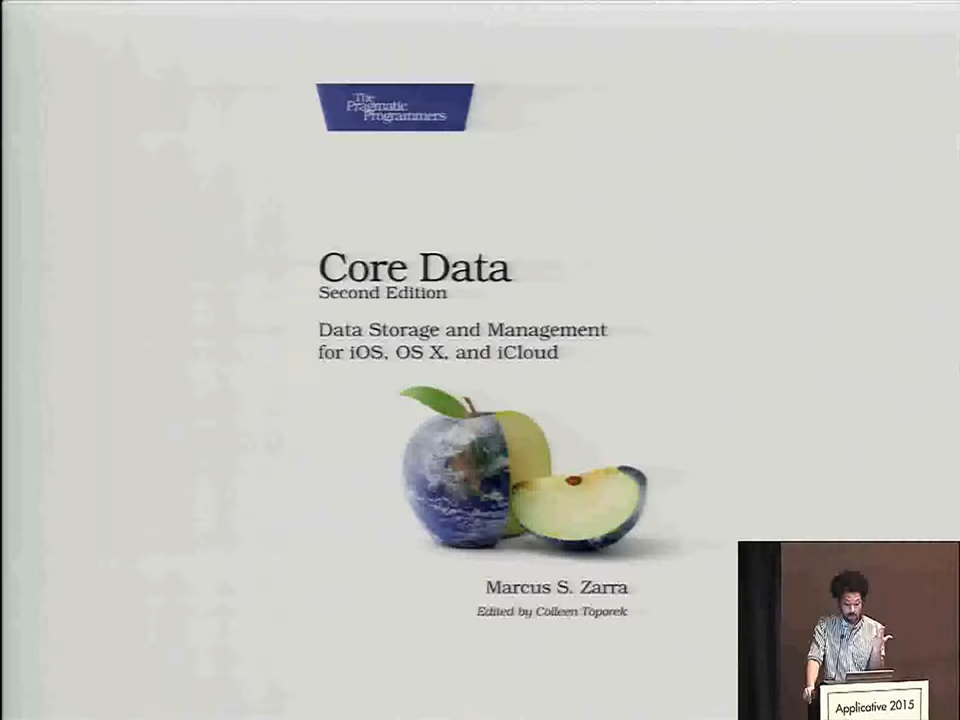 The
Pragmatic
Programmers
Core Data
Second Edition
Data Storage and Management
for iOS, OS X, and iCloud
Marcus S. Zarra
Edited by Colleen Toporek
Applicative 2015